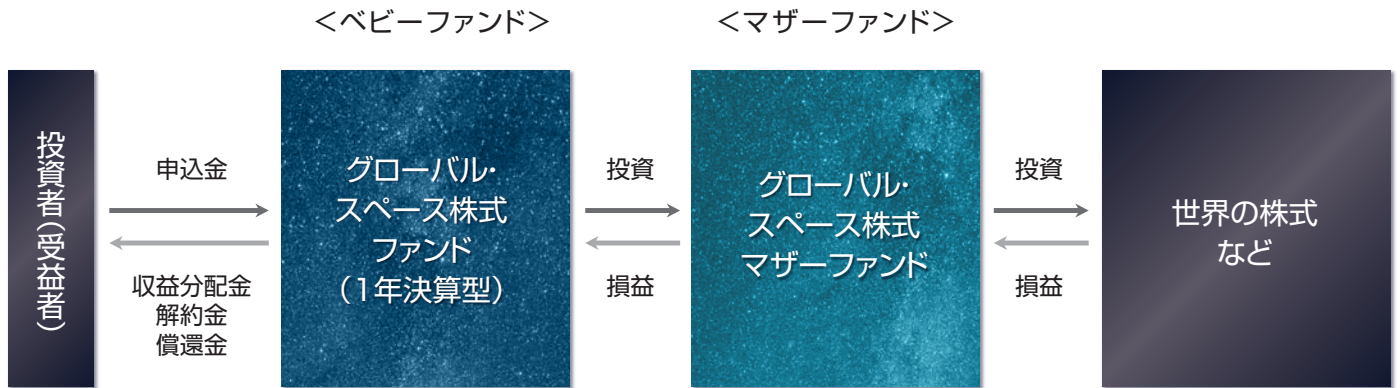 ＜ベビーファンド＞
＜マザーファンド＞
投資者（受益者）
申込金
収益分配金
解約金
償還金
グローバル・
スペース株式
ファンド
（1年決算型）
投資
損益
グローバル・
スペース株式
マザーファンド
投資
損益
世界の株式
など